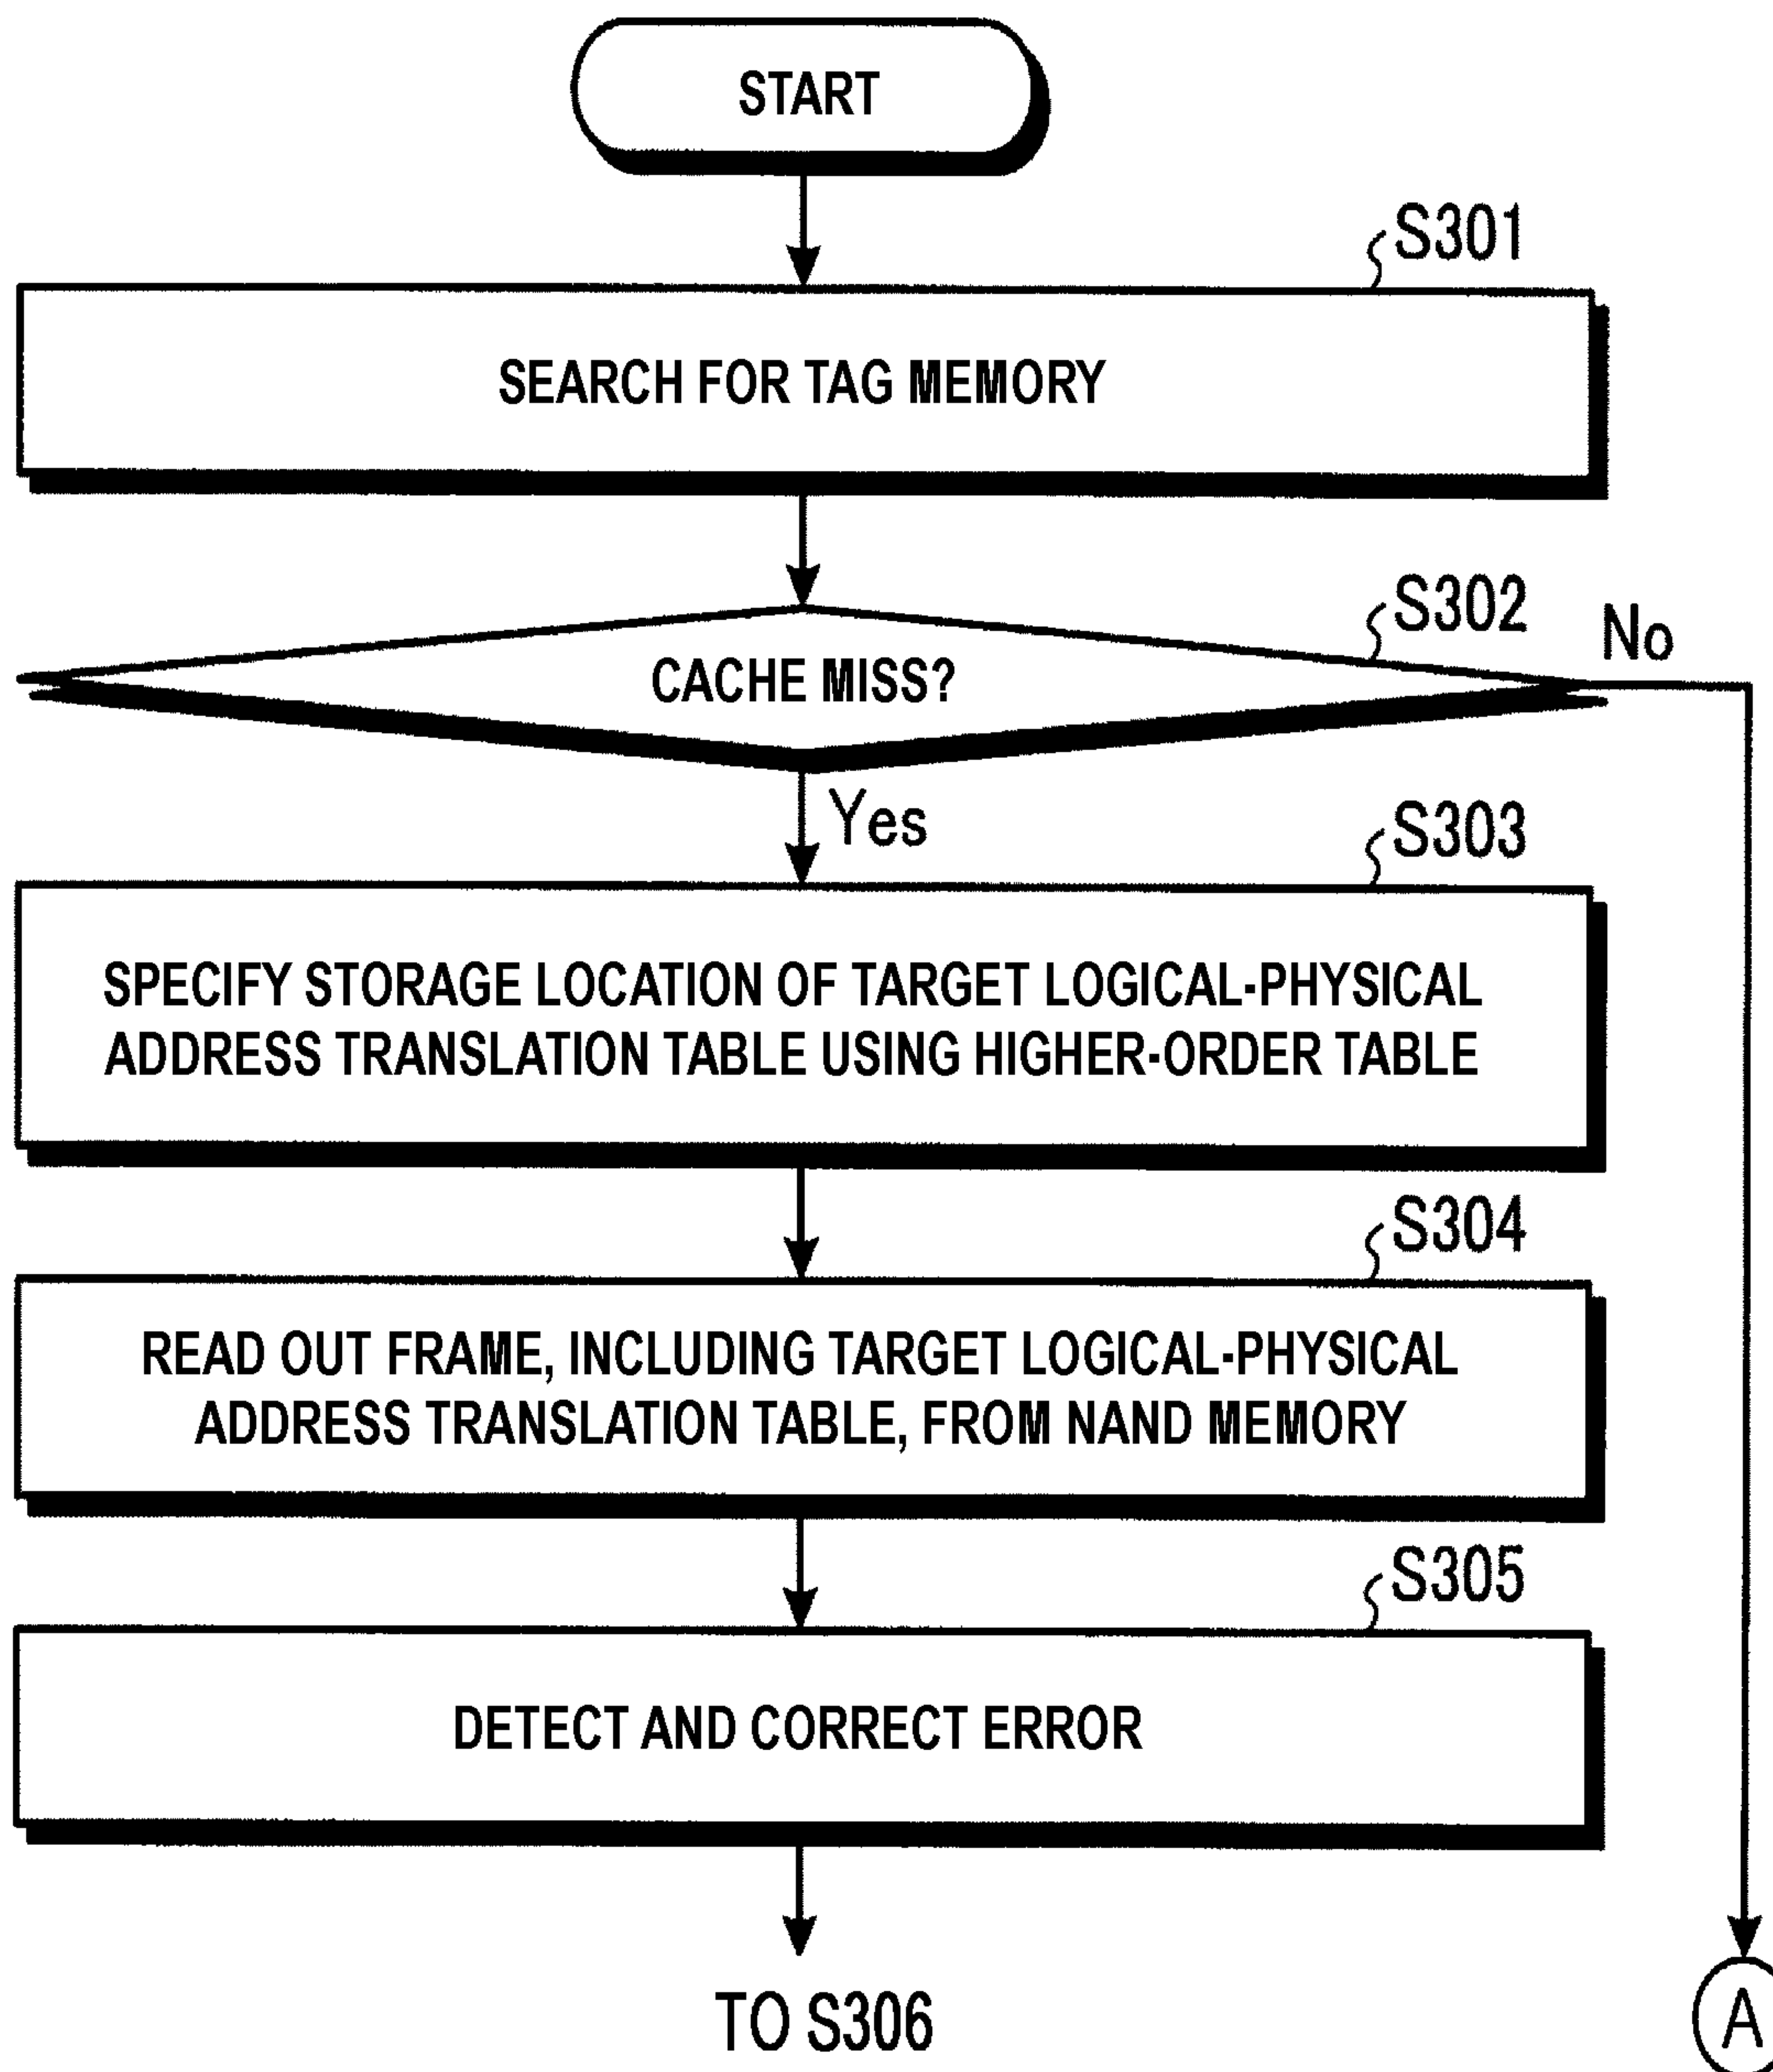 START
S301
SEARCH FOR TAG MEMORY
S302
No
CACHE MISS?
Yes
S303
SPECIFY STORAGE LOCATION OF TARGET LOGICAL-PHYSICAL
ADDRESS TRANSLATION TABLE USING HIGHER-ORDER TABLE
S304
READ OUT FRAME, INCLUDING TARGET LOGICAL-PHYSICAL
ADDRESS TRANSLATION TABLE, FROM NAND MEMORY
S305
DETECT AND CORRECT ERROR
TO S306
A